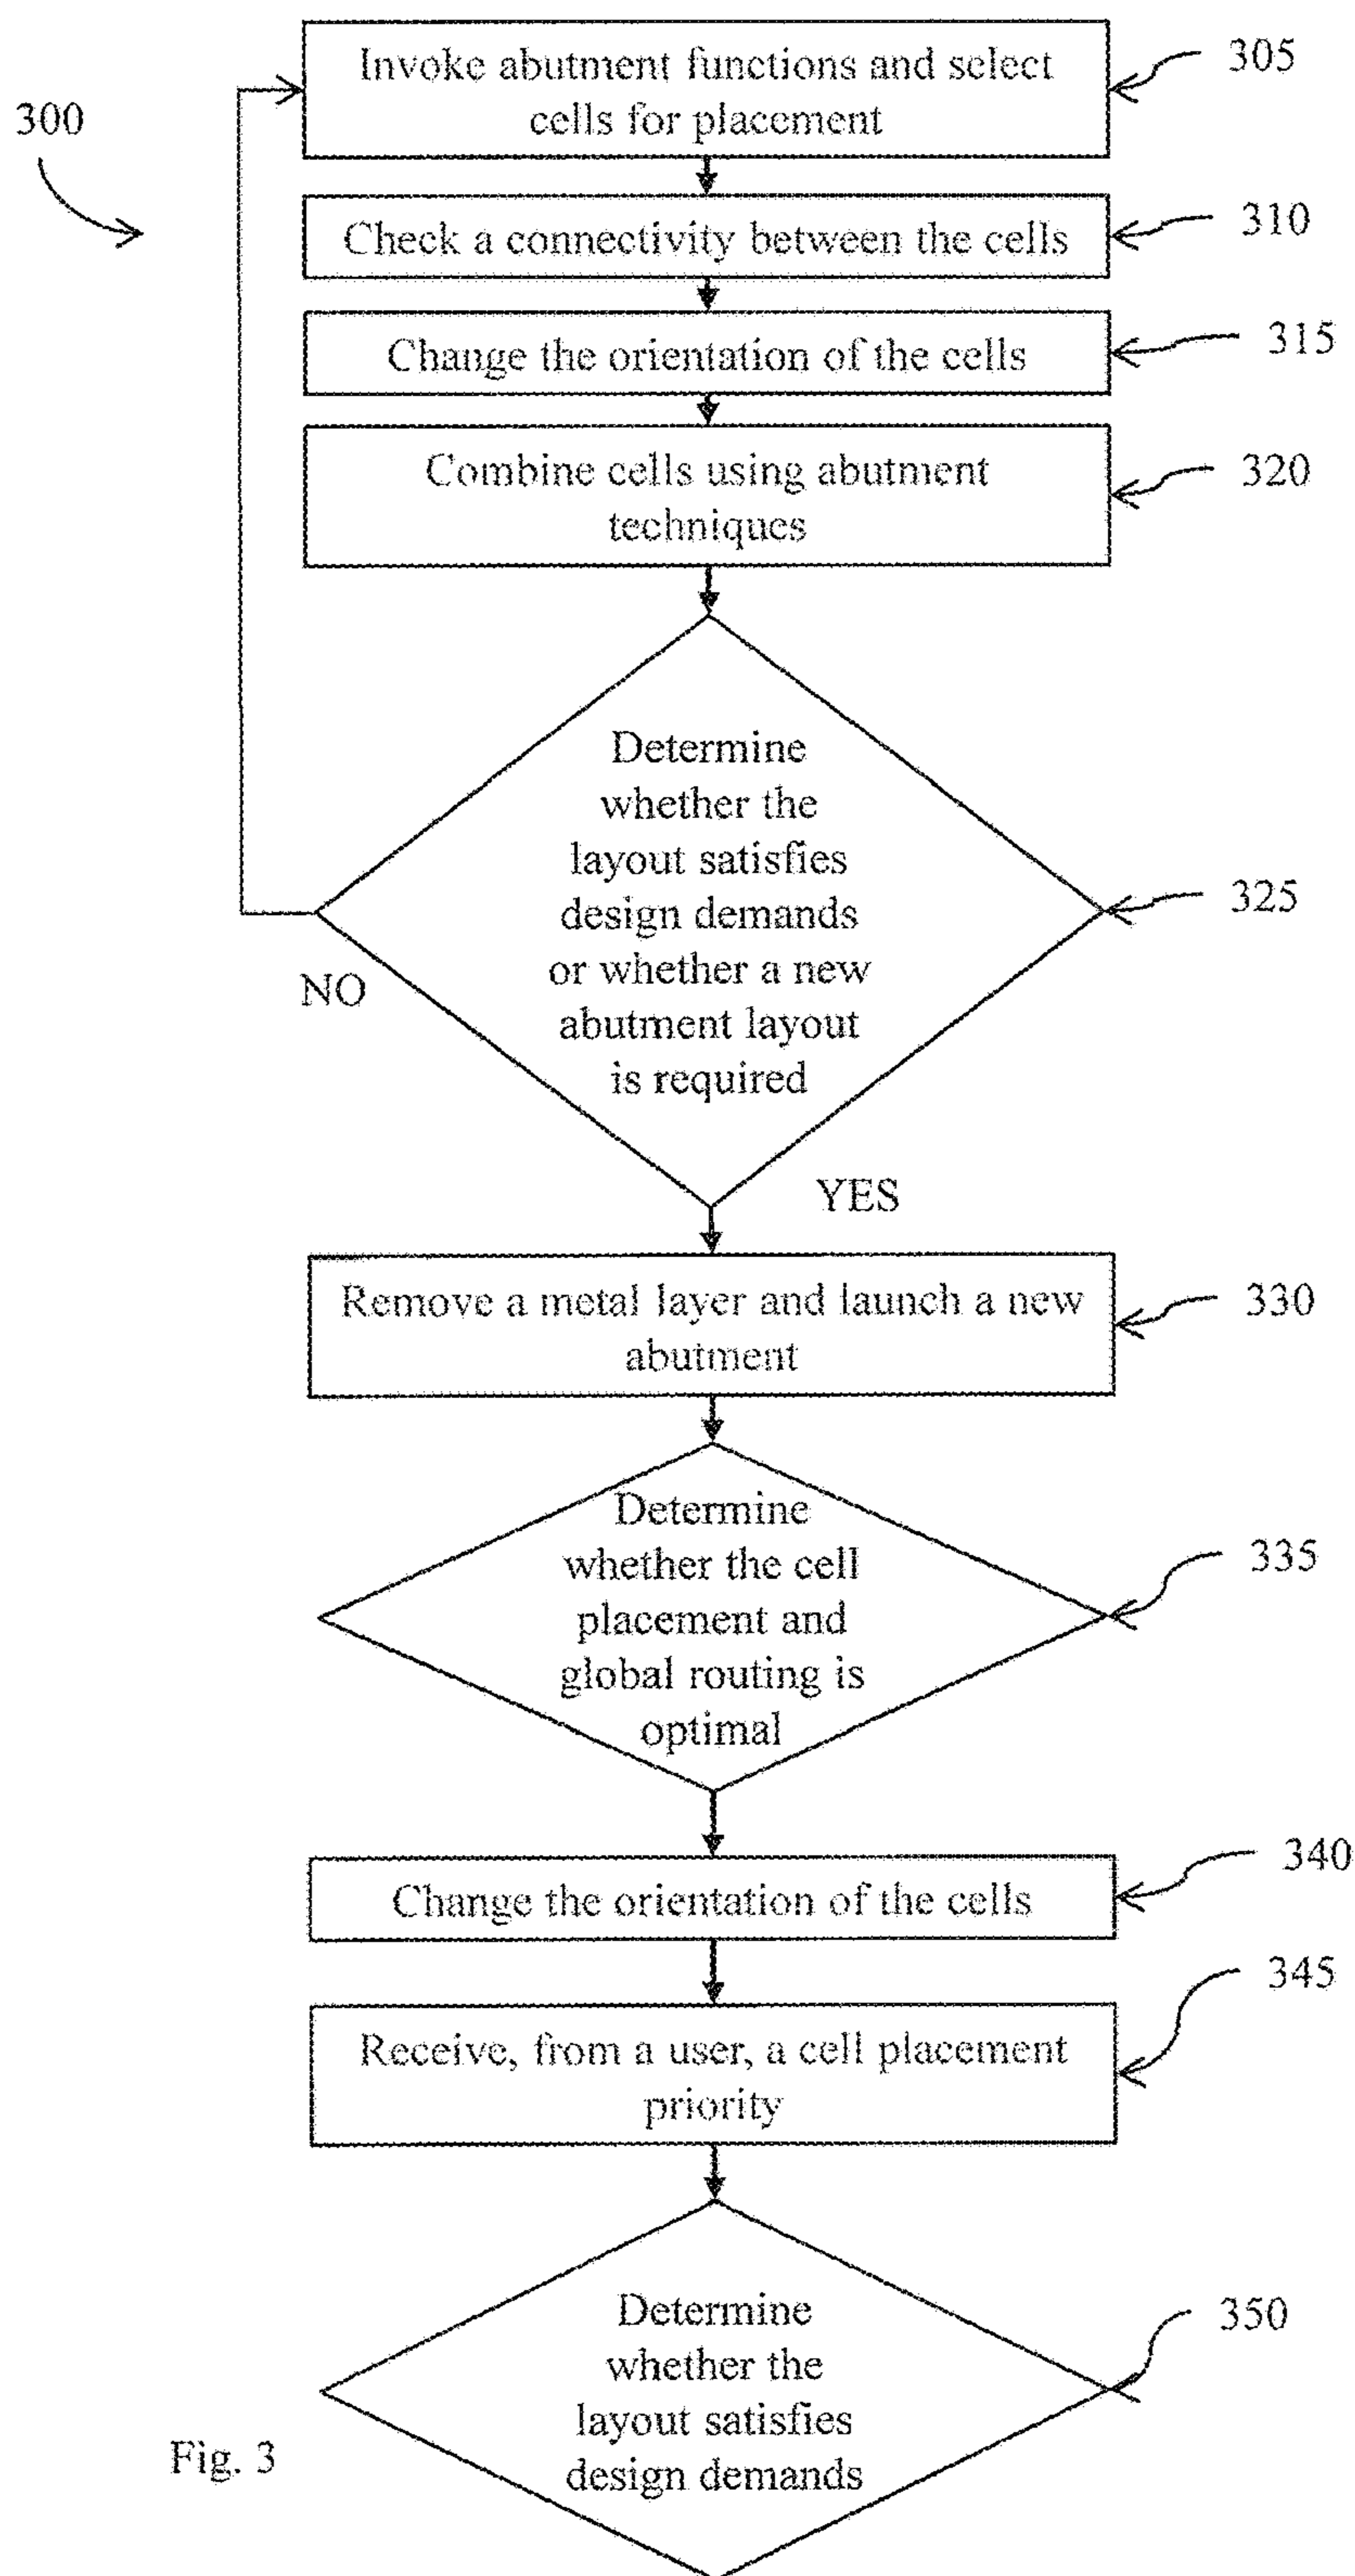 Invoke abutment functions and select
cells for placement
305
300
Check a connectivity between the cells
310
Change the orientation of the cells
315
Combine cells using abutment
techniques
320
Determine
whether the
layout satisfies
design demands
or whether a new
abutment layout
is required
325
NO
YES
Remove a metal layer and launch a new
abutment
330
Determine
whether the cell
placement and
global routing is
optimal
335
Change the orientation of the cells
340
Receive, from a user, a cell placement
priority
345
Determine
whether the
layout satisfies
design demands
350
Fig. 3